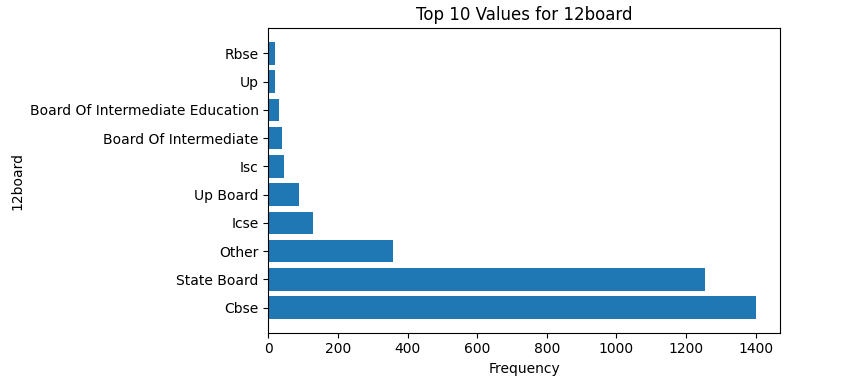 Top 10 Values for 12board
Rbse
Up
Board Of Intermediate Education
Board Of Intermediate
Isc
Up Board
Icse
Other
State Board
Cbse
12board
0 200 400 600 800 1000 1200 1400
Frequency